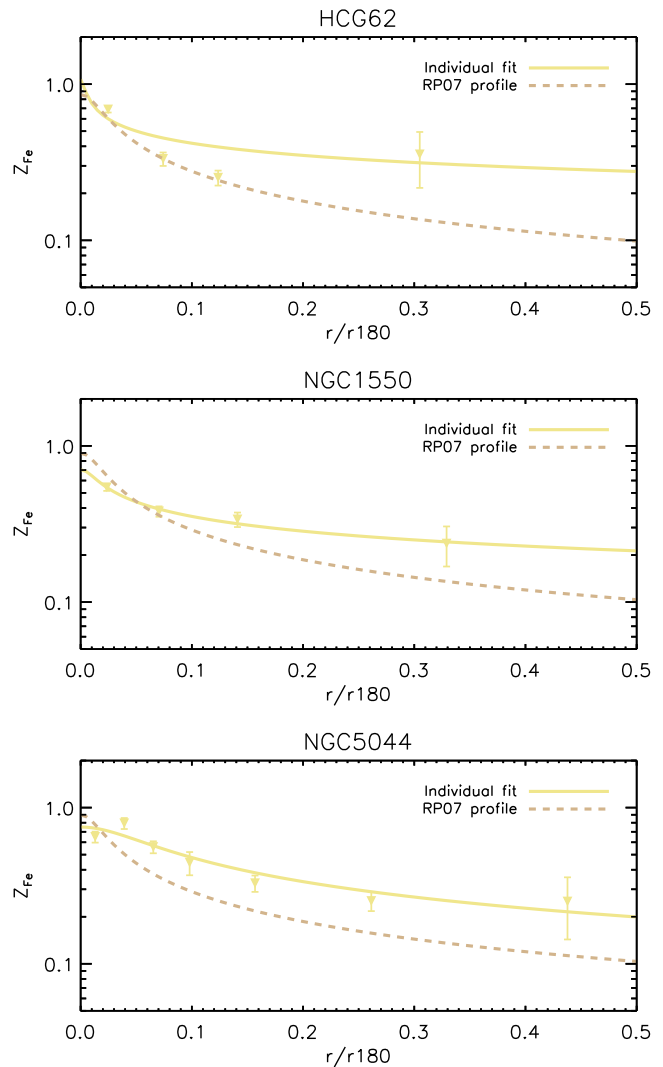 HCG62
Individual fit
RP07 profile
1.0
0.1
Z_Fe
0.0 0.1 0.2 0.3 0.4 0.5
r/r180
NGC1550
Individual fit
RP07 profile
1.0
0.1
Z_Fe
0.0 0.1 0.2 0.3 0.4 0.5
r/r180
NGC5044
Individual fit
RP07 profile
1.0
0.1
Z_Fe
0.0 0.1 0.2 0.3 0.4 0.5
r/r180